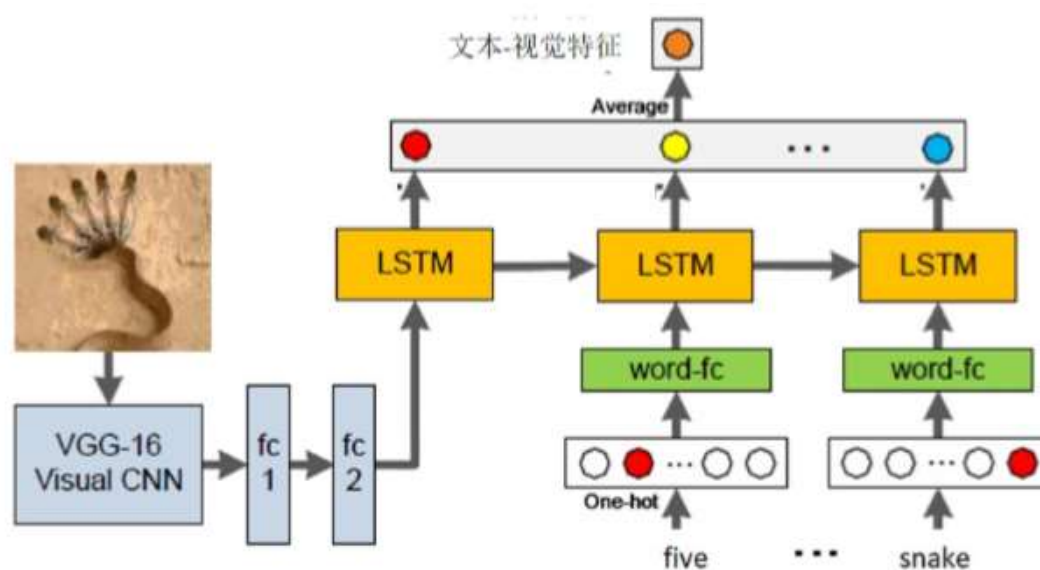 文本-视觉特征
Average
LSTM
LSTM
LSTM
word-fc
word-fc
VGG-16
Visual CNN
fc
1
fc
2
One-hot
five
...
snake